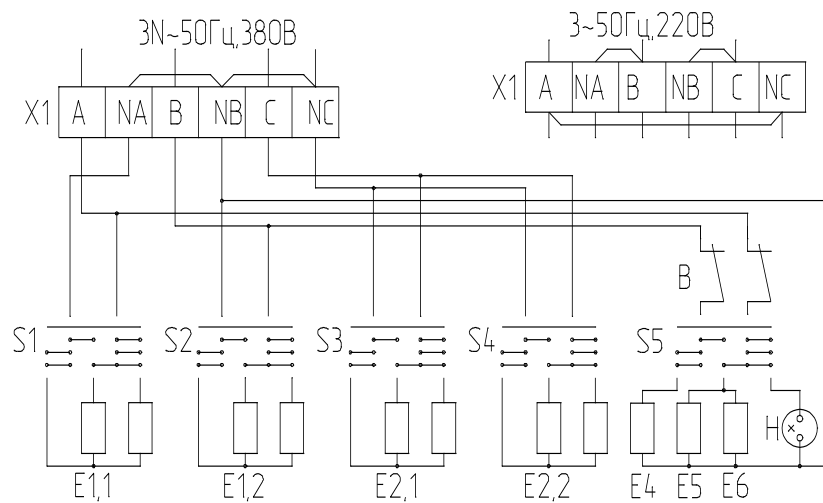 3N~50Гц,380В
3~50Гц,220В
X1 A NA B NB C NC
X1 A NA B NB C NC
B
S1 S2 S3 S4 S5
H
E1,1 E1,2 E2,1 E2,2 E4 E5 E6